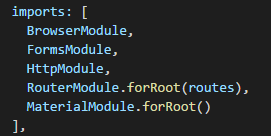 imports: [
BrowserModule,
FormsModule,
HttpModule,
RouterModule.forRoot(routes),
MaterialModule.forRoot()
],